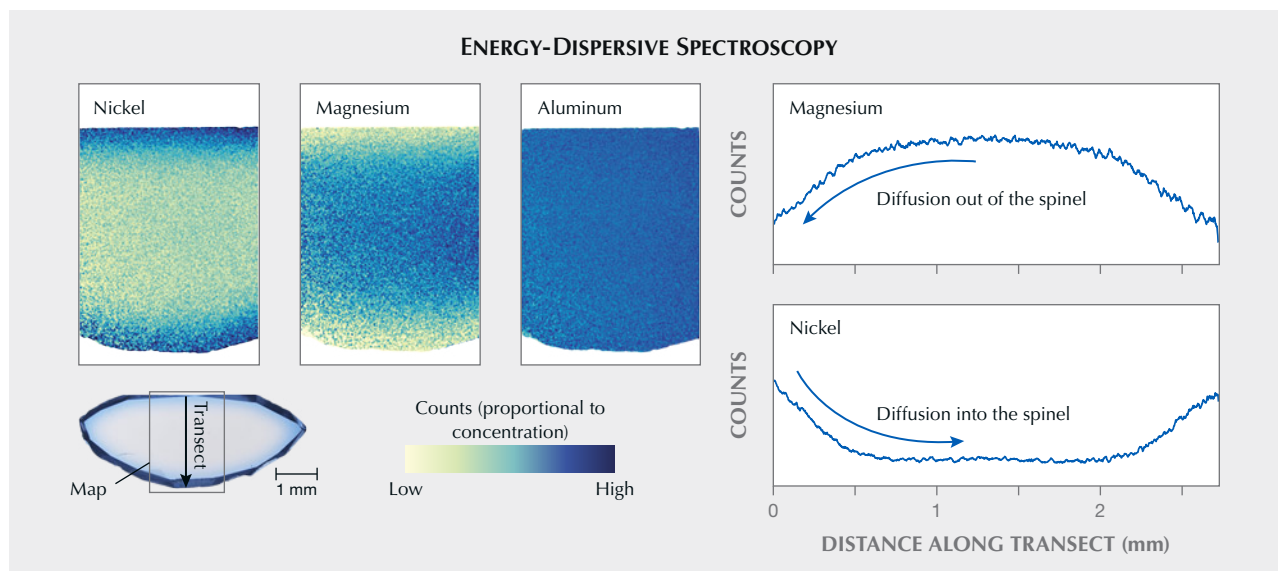 ENERGY-DISPERSIVE SPECTROSCOPY
Nickel
Magnesium
Aluminum
Transect
Map
1 mm
Counts (proportional to
concentration)
Low
High
Magnesium
COUNTS
Diffusion out of the spinel
Nickel
COUNTS
Diffusion into the spinel
0
1
2
DISTANCE ALONG TRANSECT (mm)